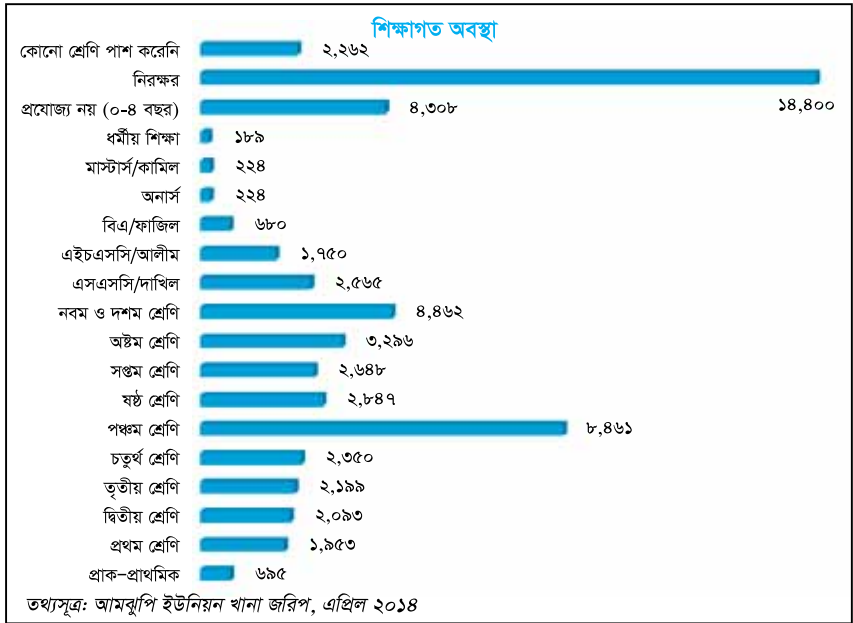 শিক্ষাগত অবস্থা
কোনো শ্রেণি পাশ করেনি ২,২৬২
নিরক্ষর ১৪,৪০০
প্রযোজ্য নয় (০-৪ বছর) ৪,৩০৮
ধর্মীয় শিক্ষা ১৮৯
মাস্টার্স/কামিল ২২৪
অনার্স ২২৪
বিএ/ফাজিল ৬৮০
এইচএসসি/আলীম ১,৭৫০
এসএসসি/দাখিল ২,৫৬৫
নবম ও দশম শ্রেণি ৪,৪৬২
অষ্টম শ্রেণি ৩,২৯৬
সপ্তম শ্রেণি ২,৬৪৮
ষষ্ঠ শ্রেণি ২,৮৪৭
পঞ্চম শ্রেণি ৮,৪৬১
চতুর্থ শ্রেণি ২,৩৫০
তৃতীয় শ্রেণি ২,১৯৯
দ্বিতীয় শ্রেণি ২,০৯৩
প্রথম শ্রেণি ১,৯৫৩
প্রাক-প্রাথমিক ৬৯৫
তথ্যসূত্র: আমঝুপি ইউনিয়ন খানা জরিপ, এপ্রিল ২০১৪